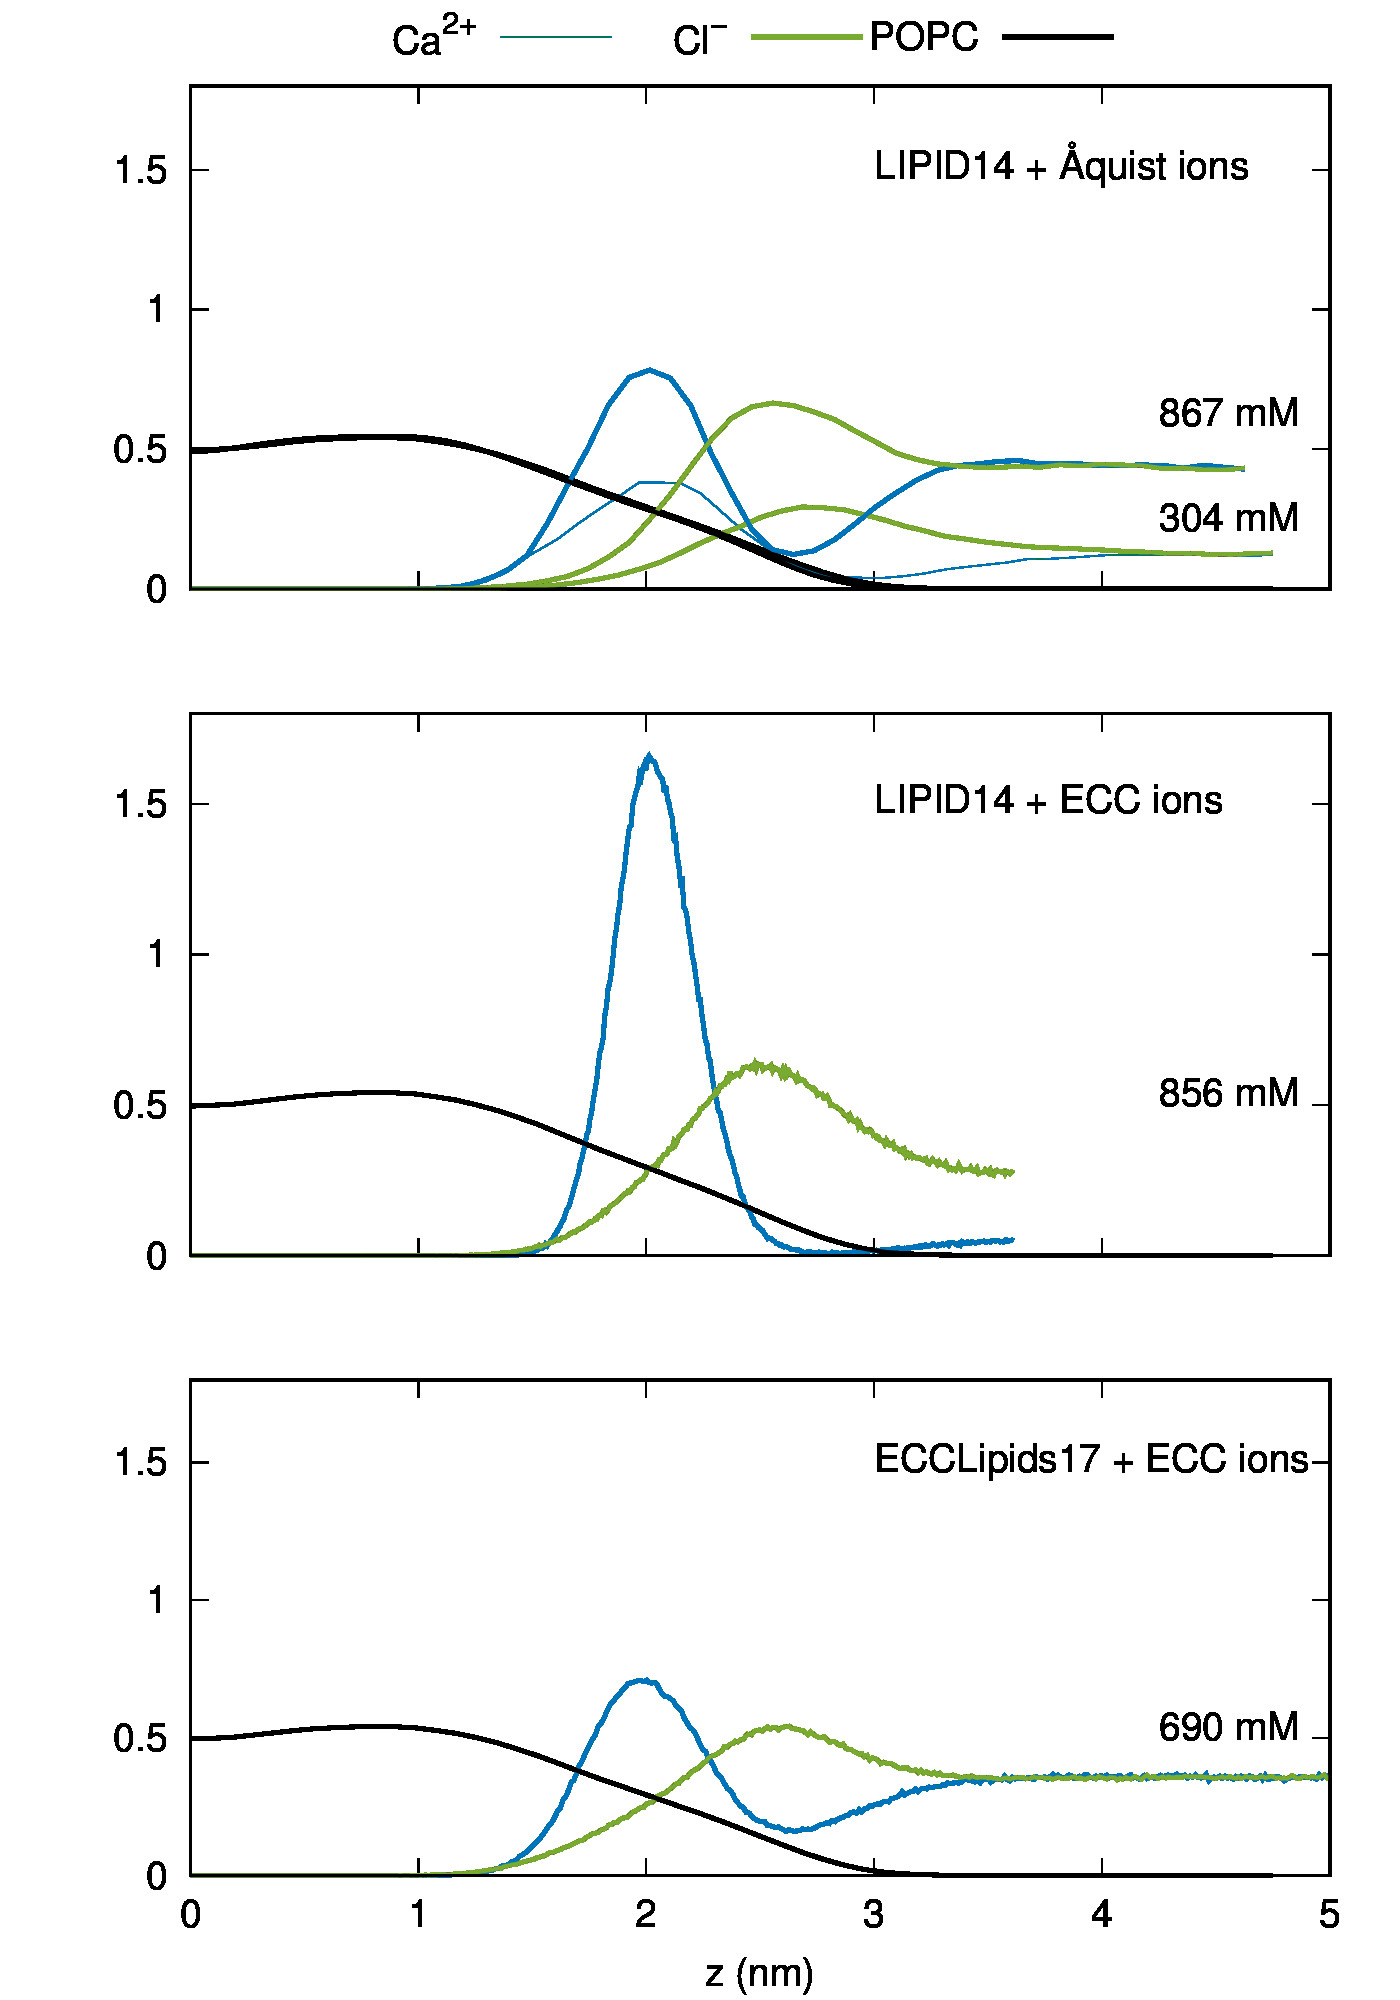 Ca2+ Cl− POPC
LIPID14 + Åquist ions
1.5
1
867 mM
0.5
304 mM
0
LIPID14 + ECC ions
1.5
1
0.5
856 mM
0
ECCLipids17 + ECC ions
1.5
1
690 mM
0.5
0
0 1 2 3 4 5
z (nm)